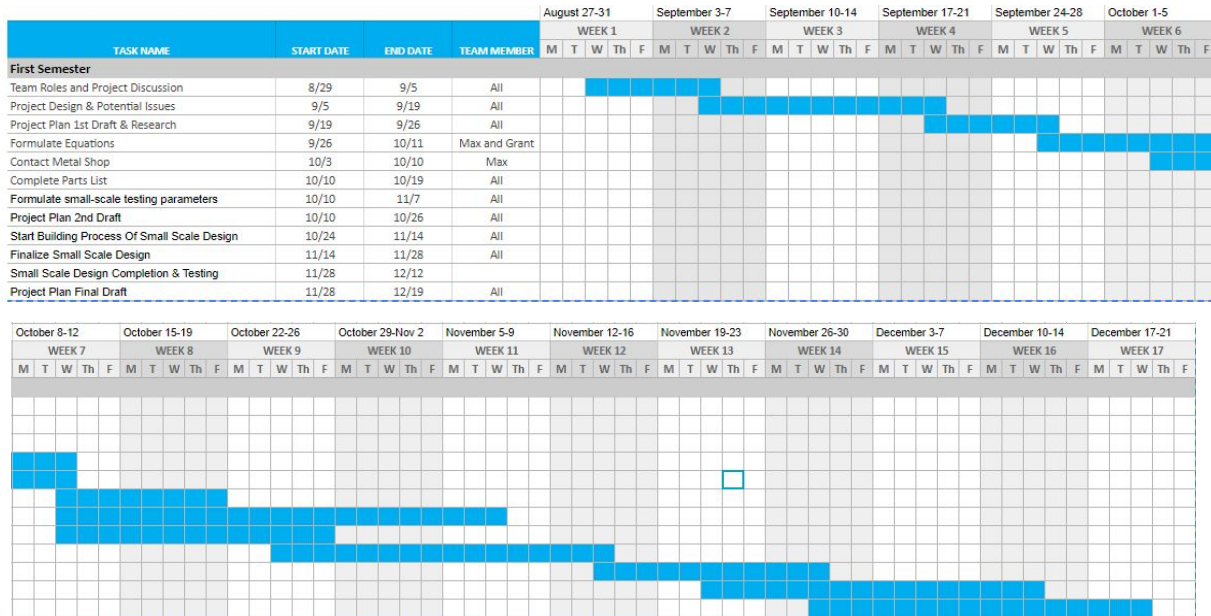 August 27-31 September 3-7 September 10-14 September 17-21 September 24-28 October 1-5
WEEK 1 WEEK 2 WEEK 3 WEEK 4 WEEK 5 WEEK 6
TASK NAME START DATE END DATE TEAM MEMBER M T W Th F M T W Th F M T W Th F M T W Th F M T W Th F M T W Th F
First Semester
Team Roles and Project Discussion 8/29 9/5 All
Project Design & Potential Issues 9/5 9/19 All
Project Plan 1st Draft & Research 9/19 9/26 All
Formulate Equations 9/26 10/11 Max and Grant
Contact Metal Shop 10/3 10/10 Max
Complete Parts List 10/10 10/19 All
Formulate small-scale testing parameters 10/10 11/7 All
Project Plan 2nd Draft 10/10 10/26 All
Start Building Process Of Small Scale Design 10/24 11/14 All
Finalize Small Scale Design 11/14 11/28 All
Small Scale Design Completion & Testing 11/28 12/12
Project Plan Final Draft 11/28 12/19 All
October 8-12 October 15-19 October 22-26 October 29-Nov 2 November 5-9 November 12-16 November 19-23 November 26-30 December 3-7 December 10-14 December 17-21
WEEK 7 WEEK 8 WEEK 9 WEEK 10 WEEK 11 WEEK 12 WEEK 13 WEEK 14 WEEK 15 WEEK 16 WEEK 17
M T W Th F M T W Th F M T W Th F M T W Th F M T W Th F M T W Th F M T W Th F M T W Th F M T W Th F M T W Th F M T W Th F